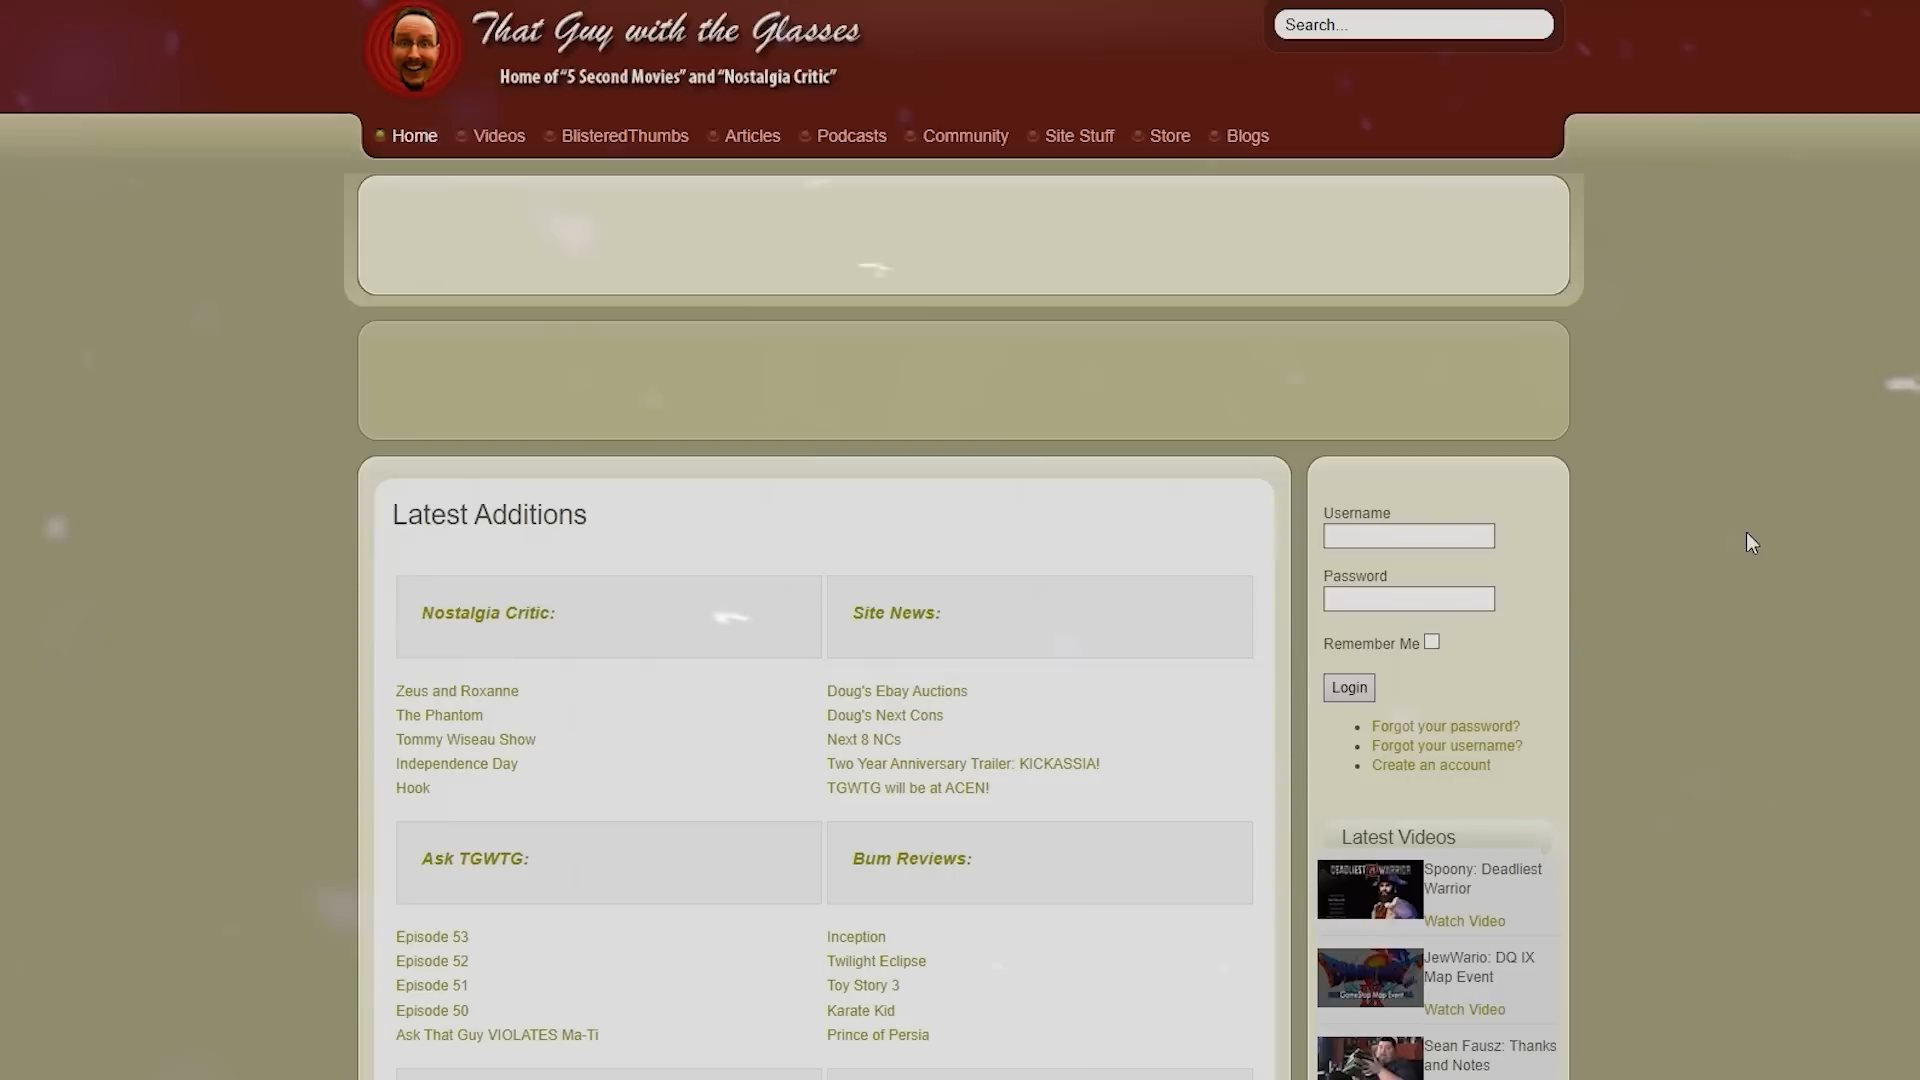 That Guy with the Glasses
Home of "5 Second Movies" and "Nostalgia Critic"
Search...
Home
Videos
BlisteredThumbs
Articles
Podcasts
Community
Site Stuff
Store
Blogs
Latest Additions
Nostalgia Critic:
Zeus and Roxanne
The Phantom
Tommy Wiseau Show
Independence Day
Hook
Site News:
Doug's Ebay Auctions
Doug's Next Cons
Next 8 NCs
Two Year Anniversary Trailer: KICKASSIA!
TGWTG will be at ACEN!
Ask TGWTG:
Episode 53
Episode 52
Episode 51
Episode 50
Ask That Guy VIOLATES Ma-Ti
Bum Reviews:
Inception
Twilight Eclipse
Toy Story 3
Karate Kid
Prince of Persia
Username
Password
Remember Me
Login
Forgot your password?
Forgot your username?
Create an account
Latest Videos
DEADLIEST WARRIOR
Spoony: Deadliest
Warrior
Watch Video
GameStop Map Event
JewWario: DQ IX
Map Event
Watch Video
Sean Fausz: Thanks
and Notes